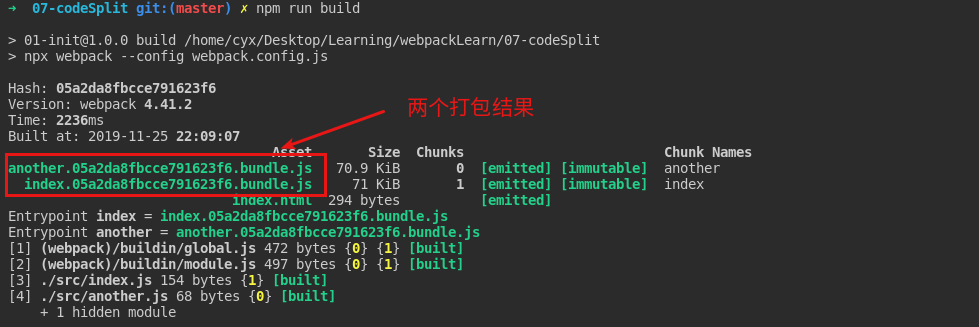 ➜  07-codeSplit git:(master) ✗ npm run build
> 01-init@1.0.0 build /home/cyx/Desktop/Learning/webpackLearn/07-codeSplit
> npx webpack --config webpack.config.js
两个打包结果
Hash: 05a2da8fbcce791623f6
Version: webpack 4.41.2
Time: 2236ms
Built at: 2019-11-25 22:09:07
Asset Size Chunks Chunk Names
another.05a2da8fbcce791623f6.bundle.js 70.9 KiB 0 [emitted] [immutable] another
index.05a2da8fbcce791623f6.bundle.js 71 KiB 1 [emitted] [immutable] index
index.html 294 bytes [emitted]
Entrypoint index = index.05a2da8fbcce791623f6.bundle.js
Entrypoint another = another.05a2da8fbcce791623f6.bundle.js
[1] (webpack)/buildin/global.js 472 bytes {0} {1} [built]
[2] (webpack)/buildin/module.js 497 bytes {0} {1} [built]
[3] ./src/index.js 154 bytes {1} [built]
[4] ./src/another.js 68 bytes {0} [built]
+ 1 hidden module